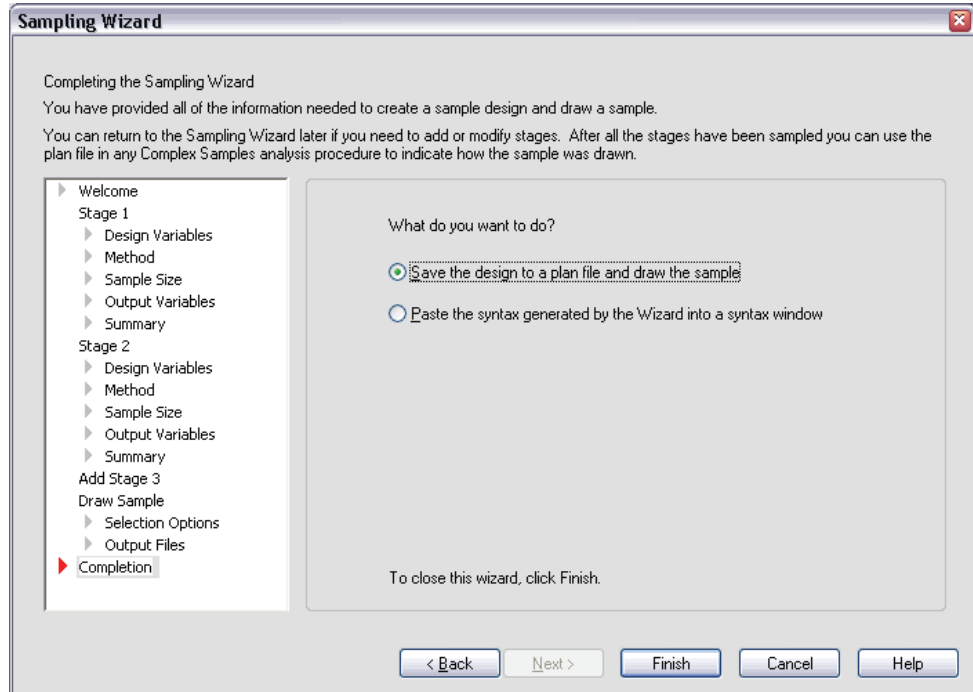 Sampling Wizard
Completing the Sampling Wizard
You have provided all of the information needed to create a sample design and draw a sample.
You can return to the Sampling Wizard later if you need to add or modify stages. After all the stages have been sampled you can use the
plan file in any Complex Samples analysis procedure to indicate how the sample was drawn.
Welcome
Stage 1
Design Variables
Method
Sample Size
Output Variables
Summary
Stage 2
Design Variables
Method
Sample Size
Output Variables
Summary
Add Stage 3
Draw Sample
Selection Options
Output Files
Completion
What do you want to do?
Save the design to a plan file and draw the sample
Paste the syntax generated by the Wizard into a syntax window
To close this wizard, click Finish.
< Back
Next >
Finish
Cancel
Help